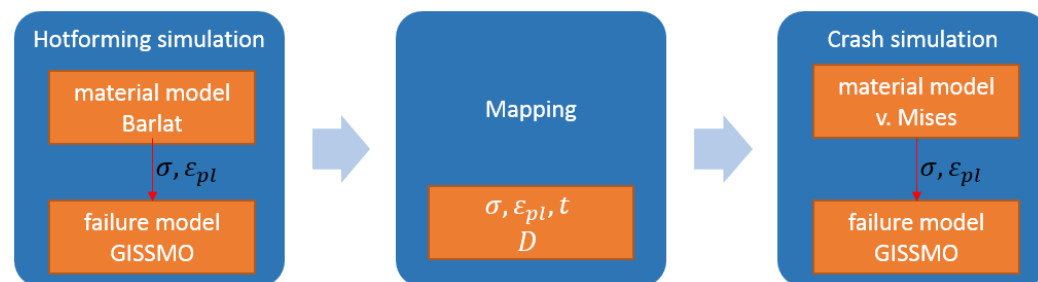 Hotforming simulation
material model
Barlat
σ, ε_pl
failure model
GISSMO
Mapping
σ, ε_pl, t
D
Crash simulation
material model
v. Mises
σ, ε_pl
failure model
GISSMO